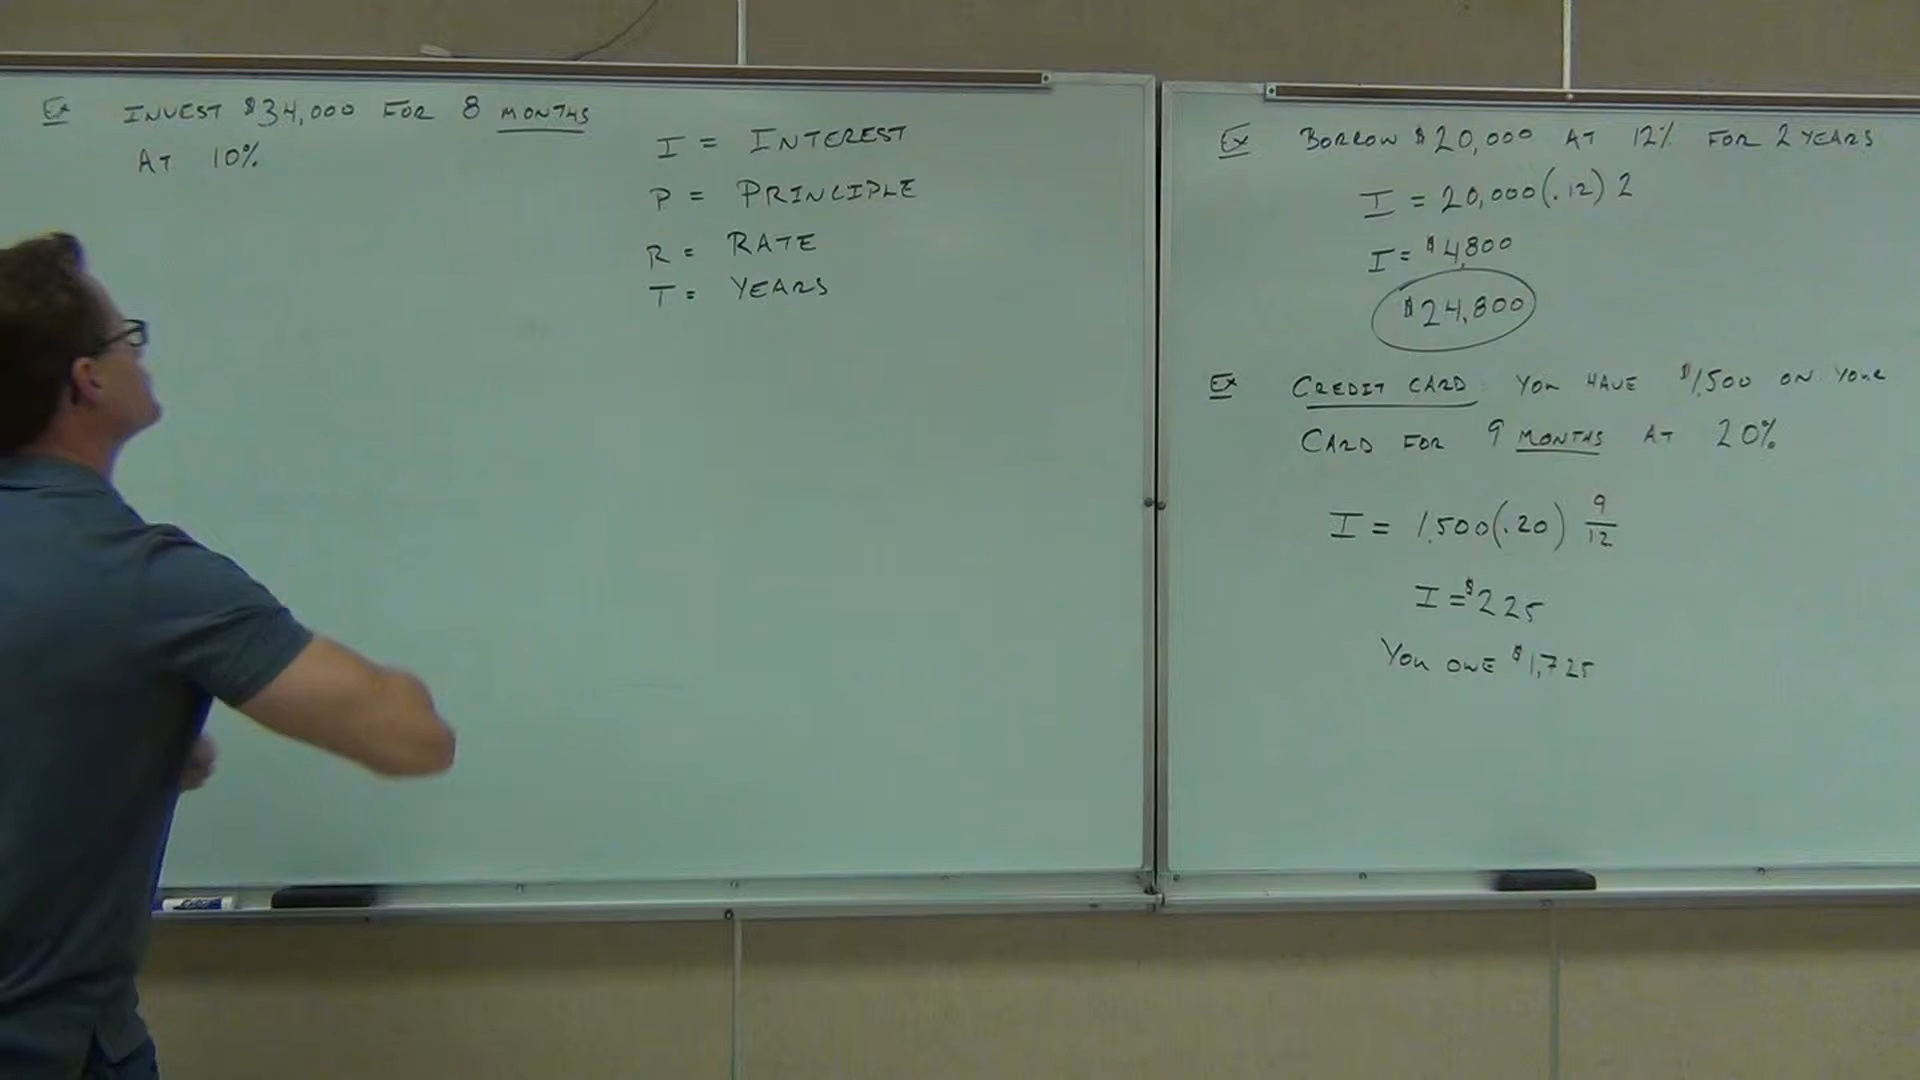 Ex INVEST $34,000 FOR 8 MONTHS
AT 10%
I = INTEREST
P = PRINCIPLE
R = RATE
T = YEARS
Ex BORROW $20,000 AT 12% FOR 2 YEARS
I = 20,000(.12) 2
I = $4,800
$24,800
Ex CREDIT CARD: YOU HAVE $1,500 ON YOUR
CARD FOR 9 MONTHS AT 20%
I = 1,500(.20) 9/12
I = $225
YOU OWE $1,725